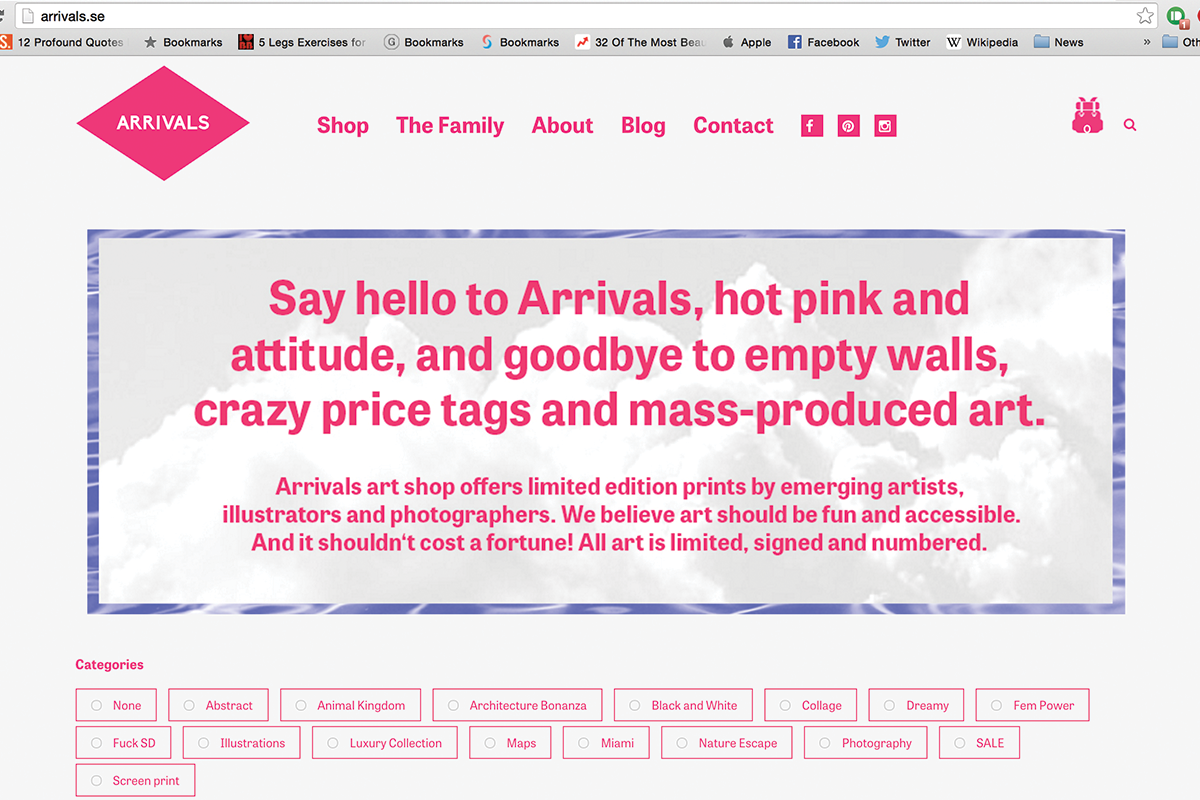 arrivals.se
12 Profound Quotes
Bookmarks
5 Legs Exercises for
Bookmarks
Bookmarks
32 Of The Most Beau
Apple
Facebook
Twitter
Wikipedia
News
»
Oth
1
ARRIVALS
Shop
The Family
About
Blog
Contact
Say hello to Arrivals, hot pink and
attitude, and goodbye to empty walls,
crazy price tags and mass-produced art.
Arrivals art shop offers limited edition prints by emerging artists,
illustrators and photographers. We believe art should be fun and accessible.
And it shouldn‘t cost a fortune! All art is limited, signed and numbered.
Categories
None
Abstract
Animal Kingdom
Architecture Bonanza
Black and White
Collage
Dreamy
Fem Power
Fuck SD
Illustrations
Luxury Collection
Maps
Miami
Nature Escape
Photography
SALE
Screen print